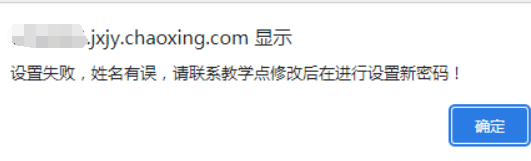 .jxjy.chaoxing.com 显示
设置失败，姓名有误，请联系教学点修改后在进行设置新密码！
确定